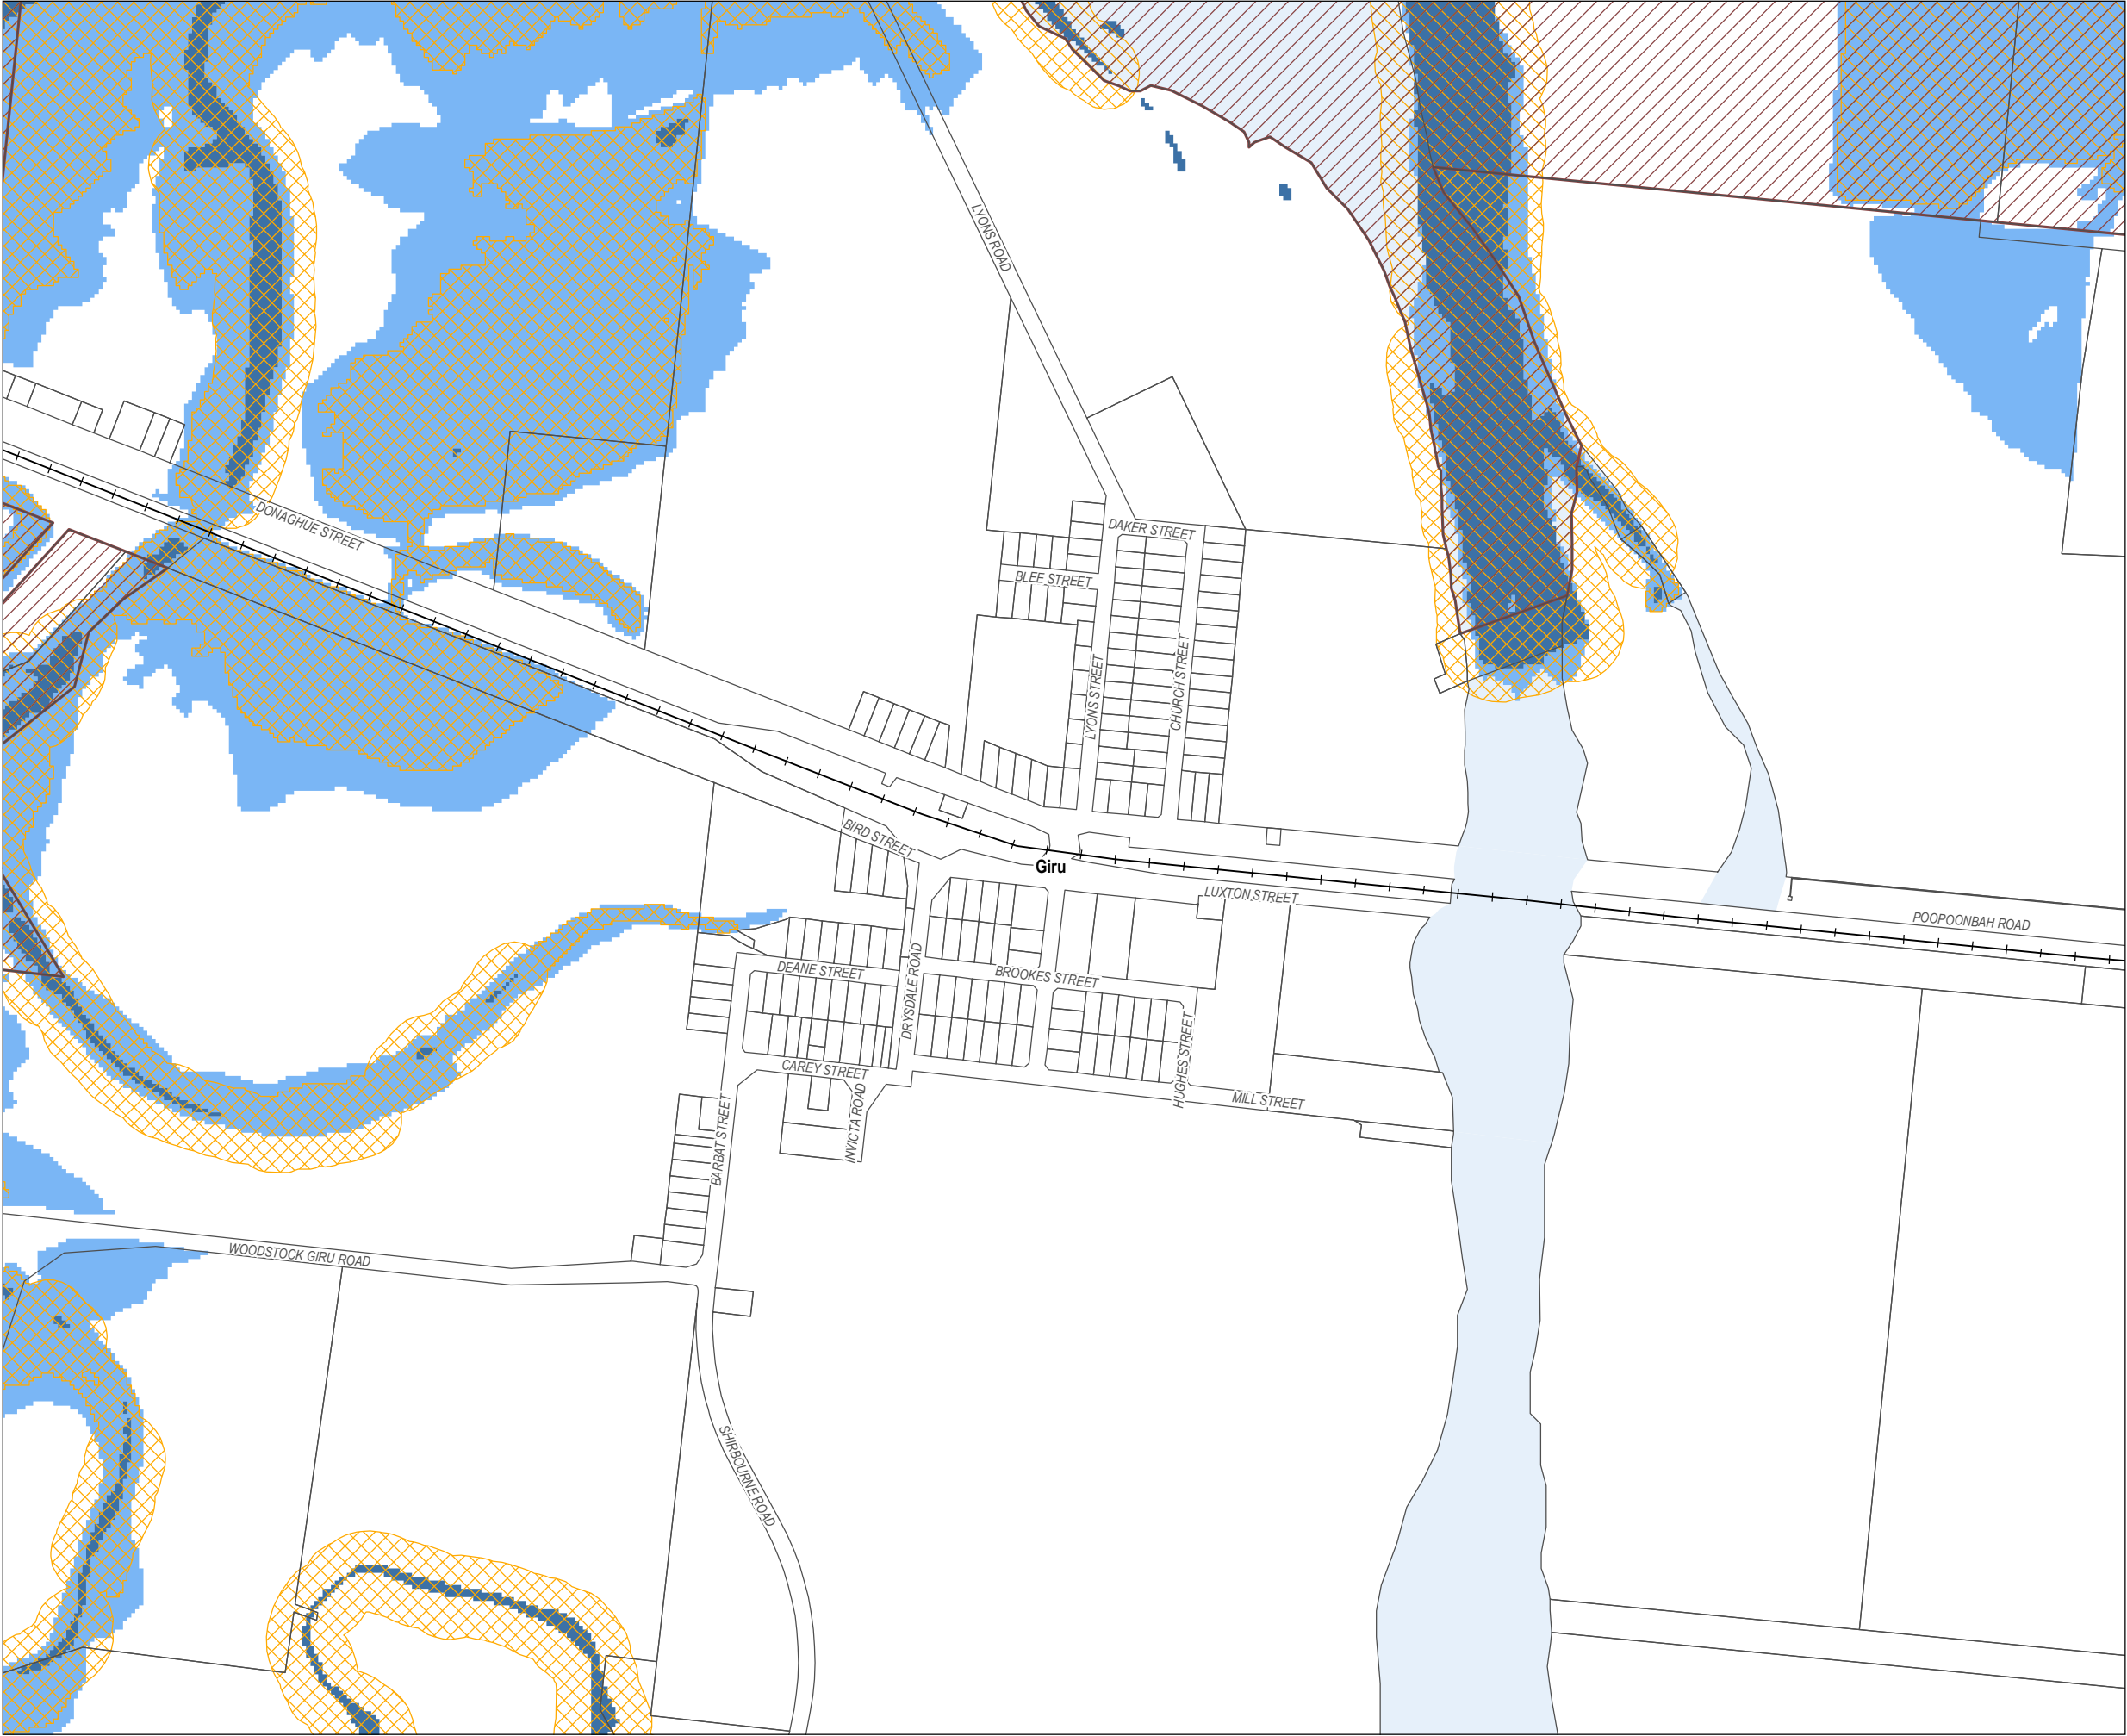 LYONS ROAD
DONAGHUE STREET
DAKER STREET
BLEE STREET
LYONS STREET
CHURCH STREET
BIRD STREET
Giru
LUXTON STREET
POOPOONBAH ROAD
DEANE STREET
DRYSDALE ROAD
BROOKES STREET
CAREY STREET
HUGHES STREET
MILL STREET
BARBAT STREET
INVICTA ROAD
WOODSTOCK GIRU ROAD
SHIRBOURNE ROAD